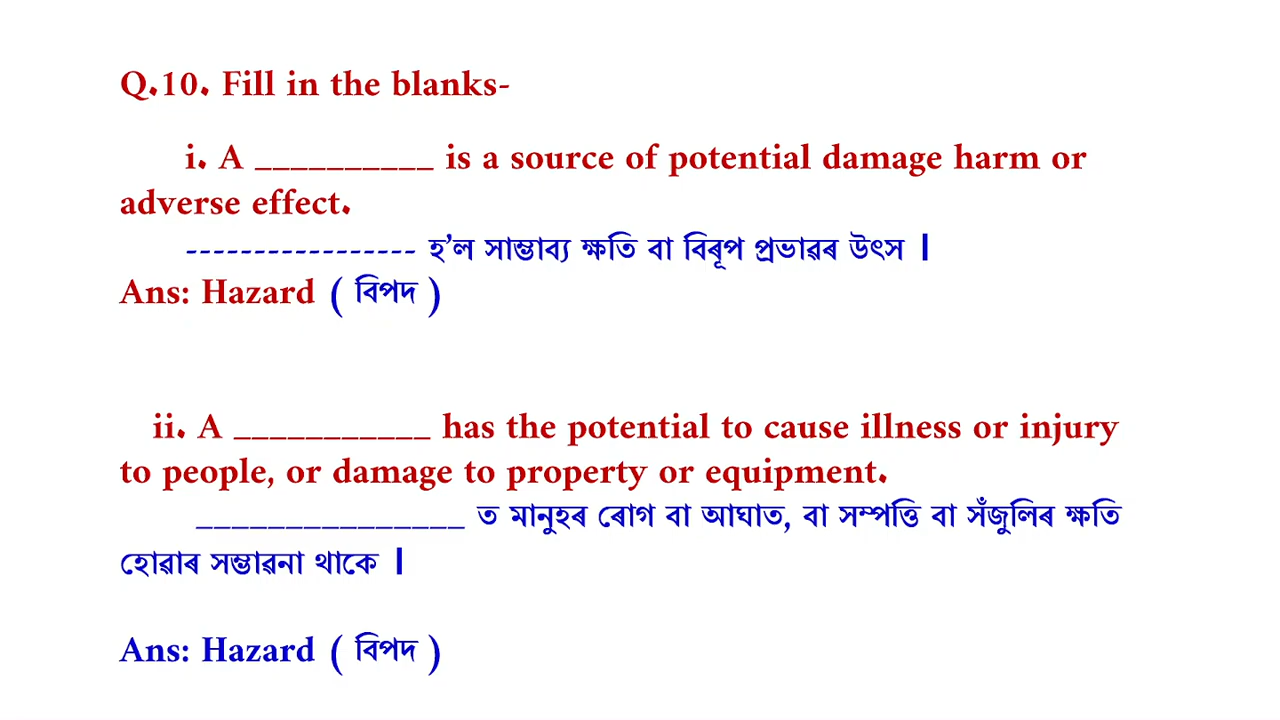 Q.10. Fill in the blanks-
i. A __________ is a source of potential damage harm or
adverse effect.
----------------- হ’ল সাম্ভাব্য ক্ষতি বা বিৰূপ প্ৰভাৱৰ উৎস ।
Ans: Hazard ( বিপদ )
ii. A ___________ has the potential to cause illness or injury
to people, or damage to property or equipment.
_______________ ত মানুহৰ ৰোগ বা আঘাত, বা সম্পত্তি বা সঁজুলিৰ ক্ষতি
হোৱাৰ সম্ভাৱনা থাকে ।
Ans: Hazard ( বিপদ )